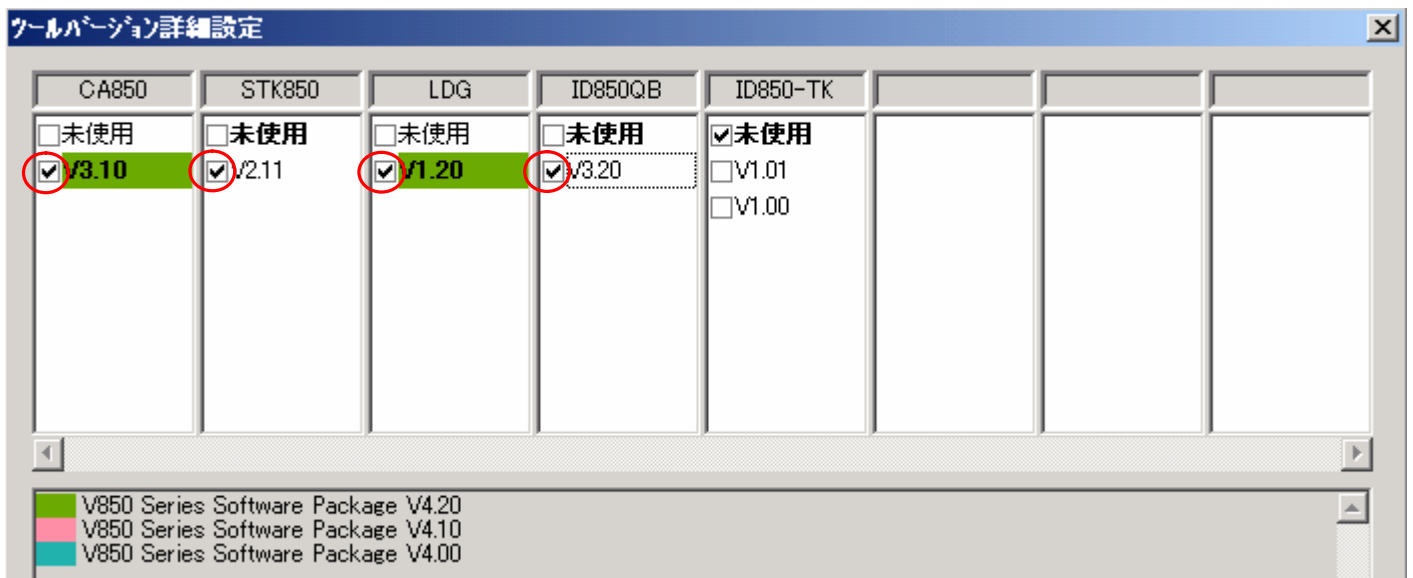 ツールバージョン詳細設定
CA850 STK850 LDG ID850QB ID850-TK
未使用 未使用 未使用 未使用 未使用
V3.10 V2.11 V1.20 V3.20 V1.01
V1.00
V850 Series Software Package V4.20
V850 Series Software Package V4.10
V850 Series Software Package V4.00